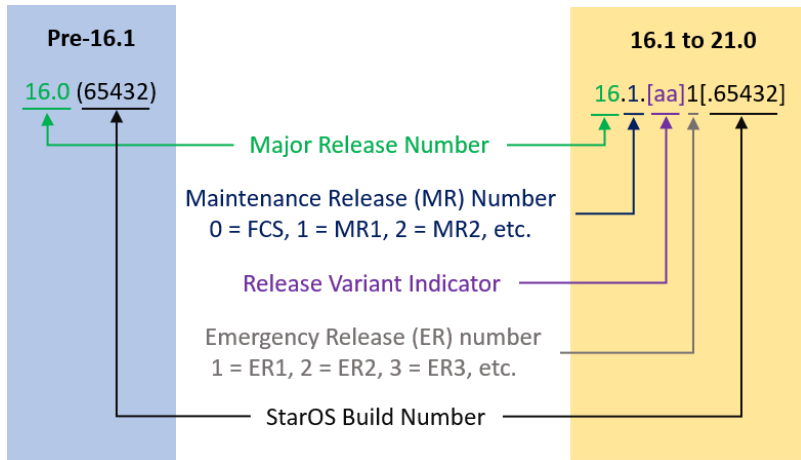 Pre-16.1
16.1 to 21.0
16.0 (65432)
16.1.[aa]1[.65432]
Major Release Number
Maintenance Release (MR) Number
0 = FCS, 1 = MR1, 2 = MR2, etc.
Release Variant Indicator
Emergency Release (ER) number
1 = ER1, 2 = ER2, 3 = ER3, etc.
StarOS Build Number